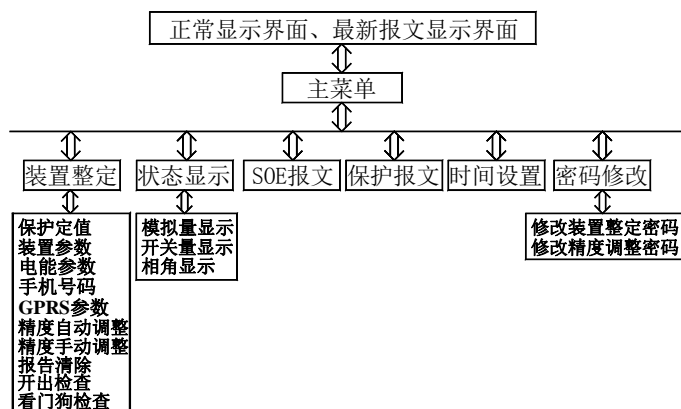 正常显示界面、最新报文显示界面
主菜单
装置整定 状态显示 SOE报文 保护报文 时间设置 密码修改
保护定值
装置参数
电能参数
手机号码
GPRS参数
精度自动调整
精度手动调整
报告清除
开出检查
看门狗检查
模拟量显示
开关量显示
相角显示
修改装置整定密码
修改精度调整密码